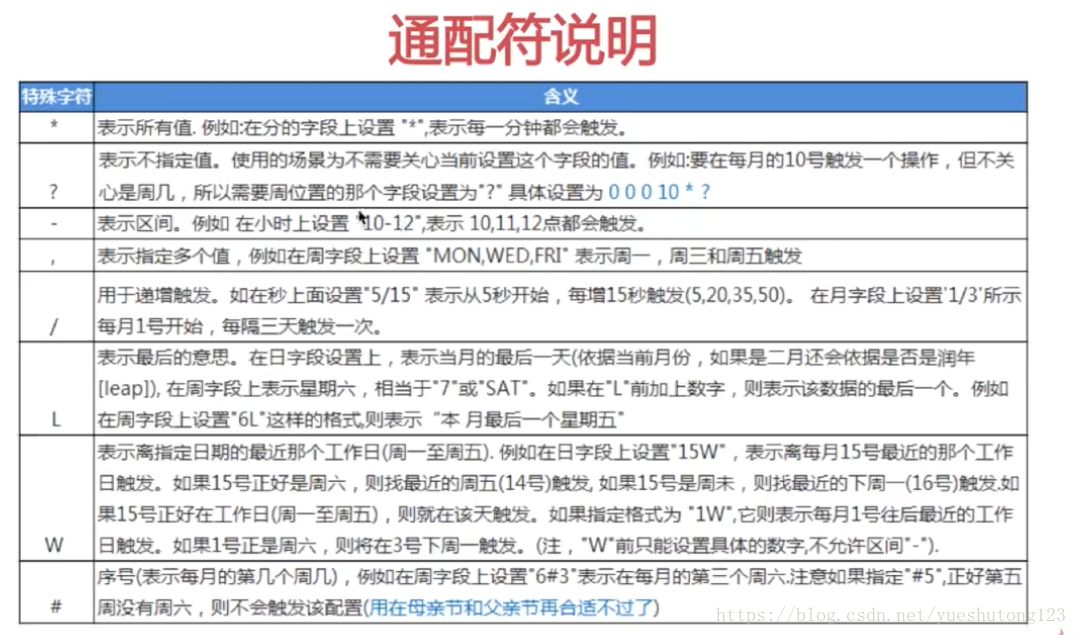 通配符说明
特殊字符 含义
* 表示所有值. 例如:在分的字段上设置 "*",表示每一分钟都会触发。
表示不指定值。使用的场景为不需要关心当前设置这个字段的值。例如:要在每月的10号触发一个操作，但不关
? 心是周几，所以需要周位置的那个字段设置为"?" 具体设置为 0 0 0 10 * ?
- 表示区间。例如 在小时上设置 "10-12",表示 10,11,12点都会触发。
, 表示指定多个值，例如在周字段上设置 "MON,WED,FRI" 表示周一，周三和周五触发
用于递增触发。如在秒上面设置"5/15" 表示从5秒开始，每增15秒触发(5,20,35,50)。 在月字段上设置'1/3'所示
/ 每月1号开始，每隔三天触发一次。
表示最后的意思。在日字段设置上，表示当月的最后一天(依据当前月份，如果是二月还会依据是否是润年
[leap]), 在周字段上表示星期六，相当于"7"或"SAT"。如果在"L"前加上数字，则表示该数据的最后一个。例如
L 在周字段上设置"6L"这样的格式,则表示“本 月最后一个星期五"
表示离指定日期的最近那个工作日(周一至周五). 例如在日字段上设置"15W"，表示离每月15号最近的那个工作
日触发。如果15号正好是周六，则找最近的周五(14号)触发, 如果15号是周未，则找最近的下周一(16号)触发.如
果15号正好在工作日(周一至周五)，则就在该天触发。如果指定格式为 "1W",它则表示每月1号往后最近的工作
W 日触发。如果1号正是周六，则将在3号下周一触发。(注，"W"前只能设置具体的数字,不允许区间"-").
序号(表示每月的第几个周几)，例如在周字段上设置"6#3"表示在每月的第三个周六.注意如果指定"#5",正好第五
# 周没有周六，则不会触发该配置(用在母亲节和父亲节再合适不过了)
https://blog.csdn.net/yueshutong123